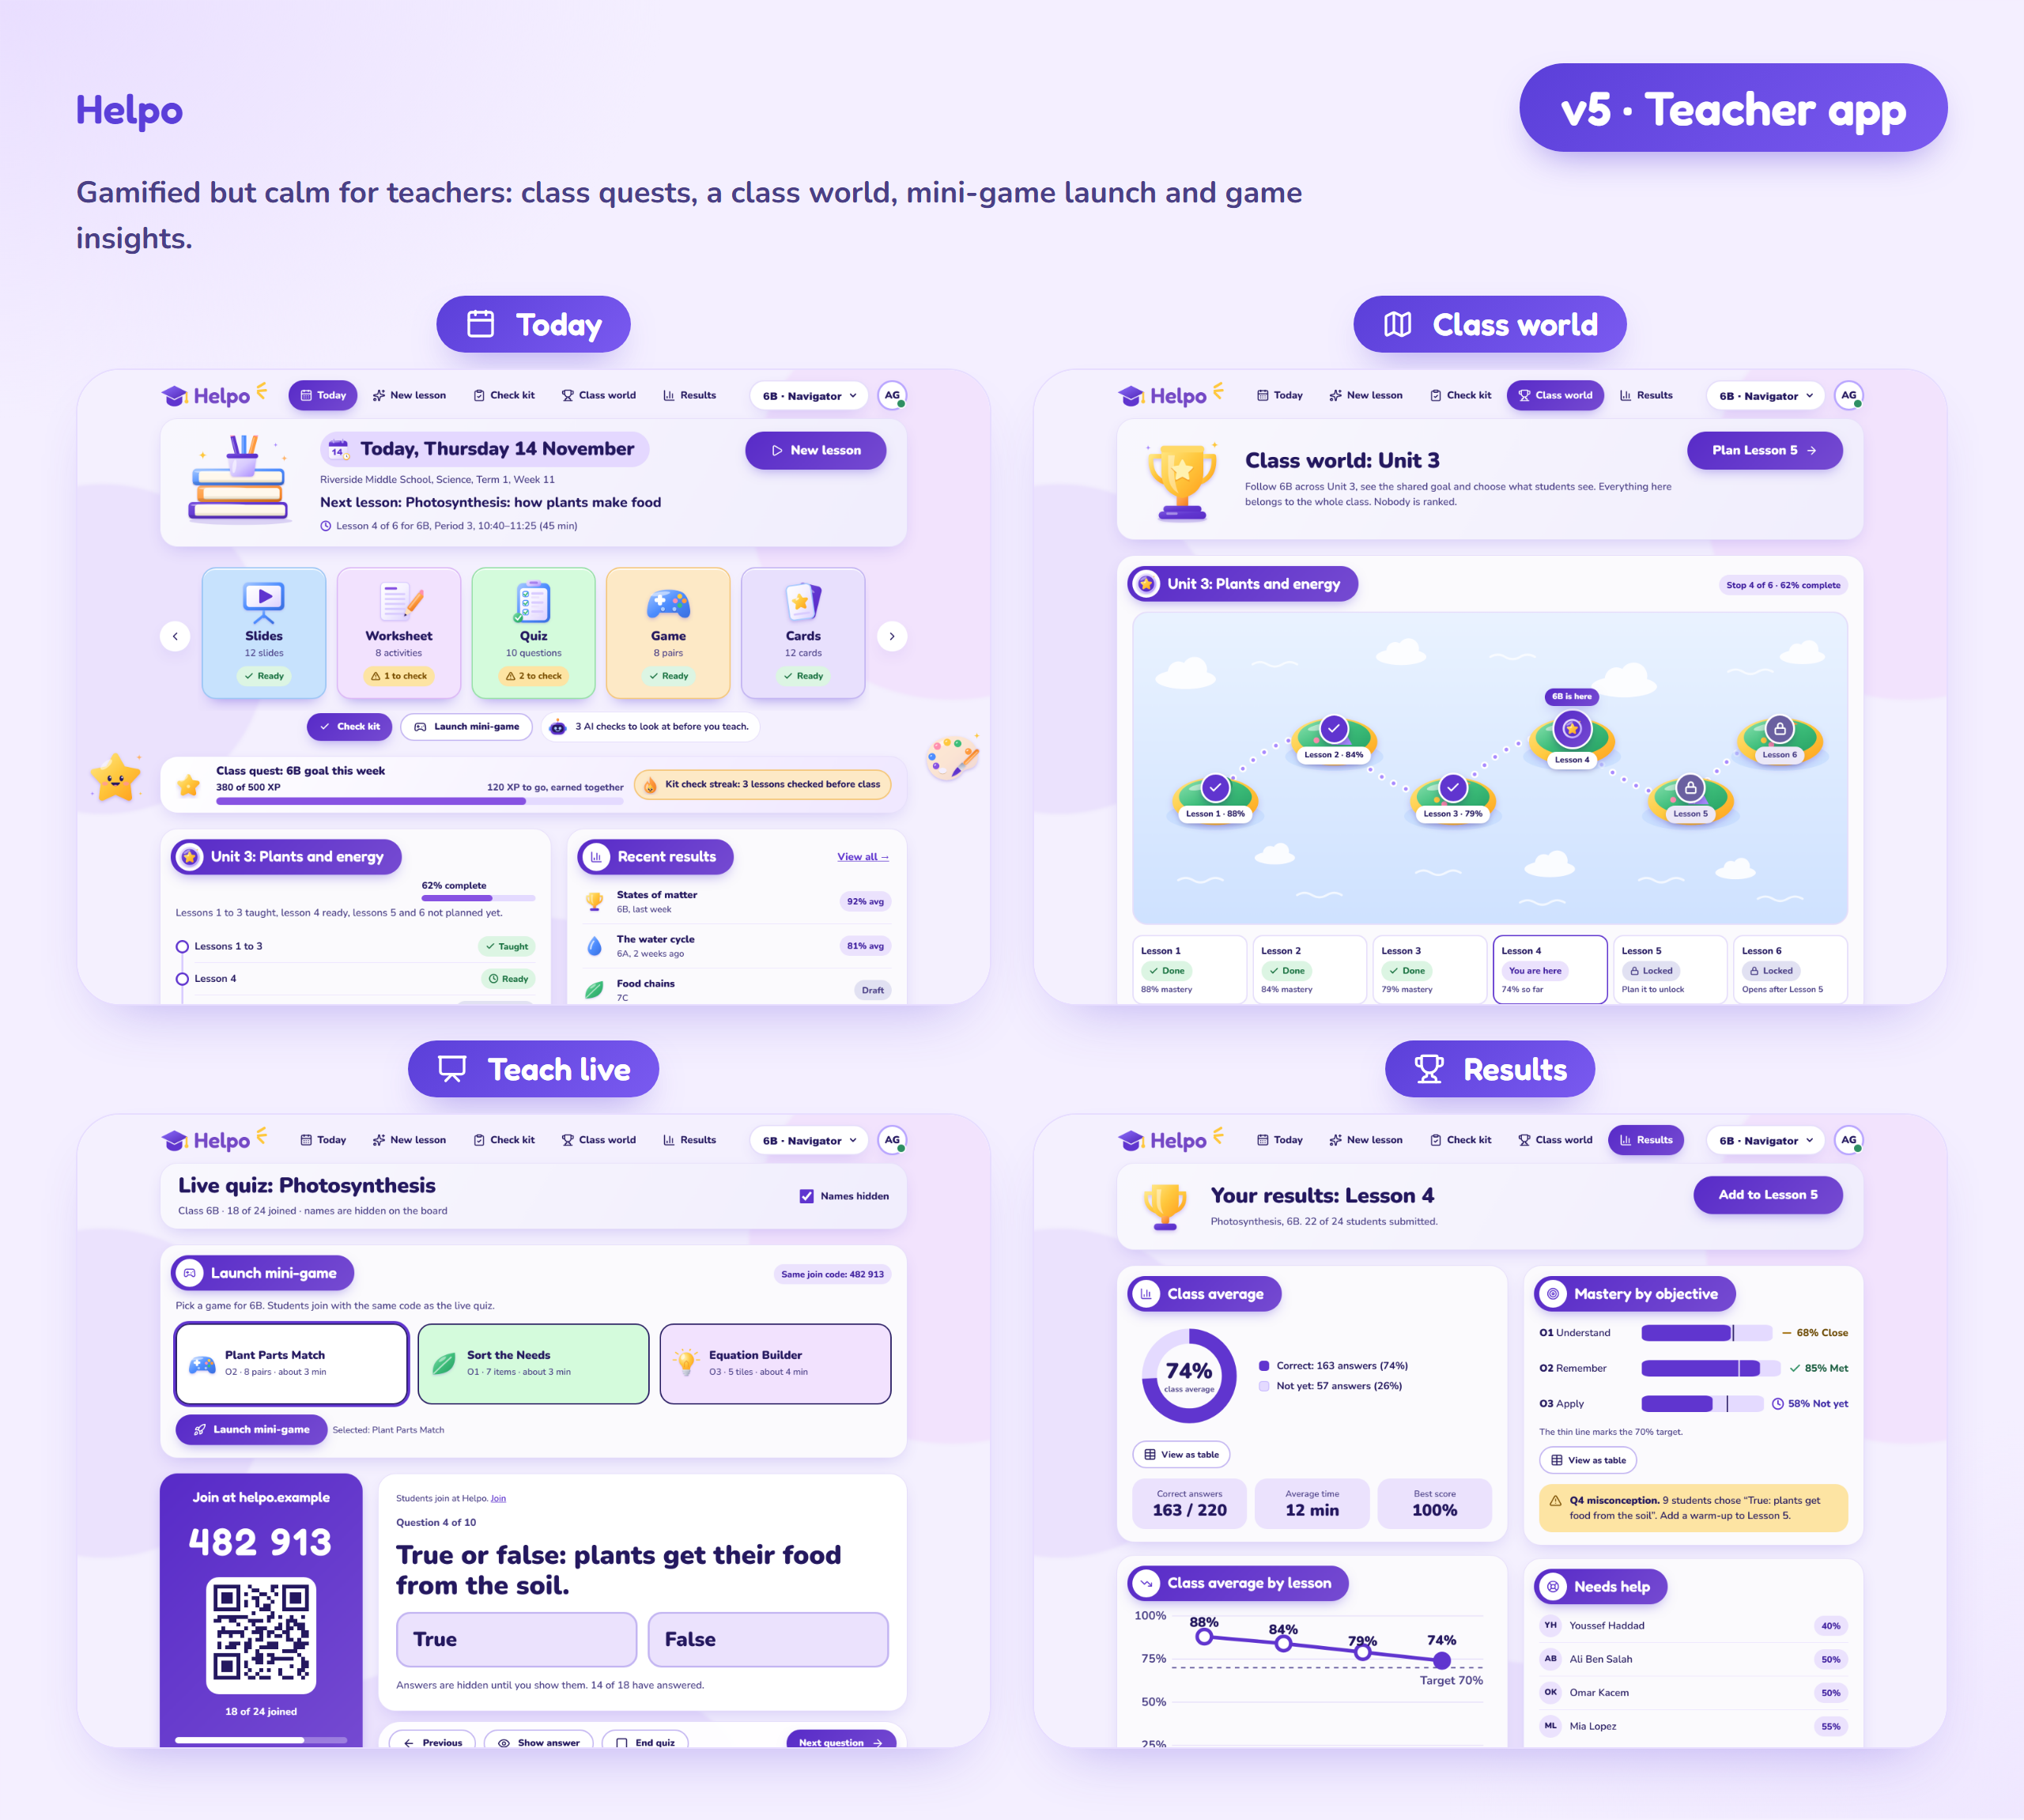 Helpo
v5 · Teacher app
Gamified but calm for teachers: class quests, a class world, mini-game launch and game
insights.
Today
Helpo
Today
New lesson
Check kit
Class world
Results
6B · Navigator
AG
14
Today, Thursday 14 November
New lesson
Riverside Middle School, Science, Term 1, Week 11
Next lesson: Photosynthesis: how plants make food
Lesson 4 of 6 for 6B, Period 3, 10:40–11:25 (45 min)
Slides
12 slides
Ready
Worksheet
8 activities
1 to check
Quiz
10 questions
2 to check
Game
8 pairs
Ready
Cards
12 cards
Ready
Check kit
Launch mini-game
3 AI checks to look at before you teach.
Class quest: 6B goal this week
380 of 500 XP
120 XP to go, earned together
Kit check streak: 3 lessons checked before class
Unit 3: Plants and energy
62% complete
Lessons 1 to 3 taught, lesson 4 ready, lessons 5 and 6 not planned yet.
Lessons 1 to 3
Taught
Lesson 4
Ready
Recent results
View all →
States of matter
6B, last week
92% avg
The water cycle
6A, 2 weeks ago
81% avg
Food chains
7C
Draft
Class world
Helpo
Today
New lesson
Check kit
Class world
Results
6B · Navigator
AG
Class world: Unit 3
Plan Lesson 5 →
Follow 6B across Unit 3, see the shared goal and choose what students see. Everything here
belongs to the whole class. Nobody is ranked.
Unit 3: Plants and energy
Stop 4 of 6 · 62% complete
6B is here
Lesson 2 · 84%
Lesson 4
Lesson 6
Lesson 1 · 88%
Lesson 3 · 79%
Lesson 5
Lesson 1
Done
88% mastery
Lesson 2
Done
84% mastery
Lesson 3
Done
79% mastery
Lesson 4
You are here
74% so far
Lesson 5
Locked
Plan it to unlock
Lesson 6
Locked
Opens after Lesson 5
Teach live
Helpo
Today
New lesson
Check kit
Class world
Results
6B · Navigator
AG
Live quiz: Photosynthesis
Class 6B · 18 of 24 joined · names are hidden on the board
Names hidden
Launch mini-game
Same join code: 482 913
Pick a game for 6B. Students join with the same code as the live quiz.
Plant Parts Match
O2 · 8 pairs · about 3 min
Sort the Needs
O1 · 7 items · about 3 min
Equation Builder
O3 · 5 tiles · about 4 min
Launch mini-game
Selected: Plant Parts Match
Join at helpo.example
482 913
18 of 24 joined
Students join at Helpo. Join
Question 4 of 10
True or false: plants get their food
from the soil.
True
False
Answers are hidden until you show them. 14 of 18 have answered.
Previous
Show answer
End quiz
Next question →
Results
Helpo
Today
New lesson
Check kit
Class world
Results
6B · Navigator
AG
Your results: Lesson 4
Photosynthesis, 6B. 22 of 24 students submitted.
Add to Lesson 5
Class average
74%
class average
Correct: 163 answers (74%)
Not yet: 57 answers (26%)
View as table
Correct answers
163 / 220
Average time
12 min
Best score
100%
Mastery by objective
O1 Understand
68% Close
O2 Remember
85% Met
O3 Apply
58% Not yet
The thin line marks the 70% target.
View as table
Q4 misconception. 9 students chose “True: plants get
food from the soil”. Add a warm-up to Lesson 5.
Class average by lesson
100%
88%
84%
79%
74%
75%
Target 70%
50%
25%
Needs help
YH
Youssef Haddad
40%
AB
Ali Ben Salah
50%
OK
Omar Kacem
50%
ML
Mia Lopez
55%